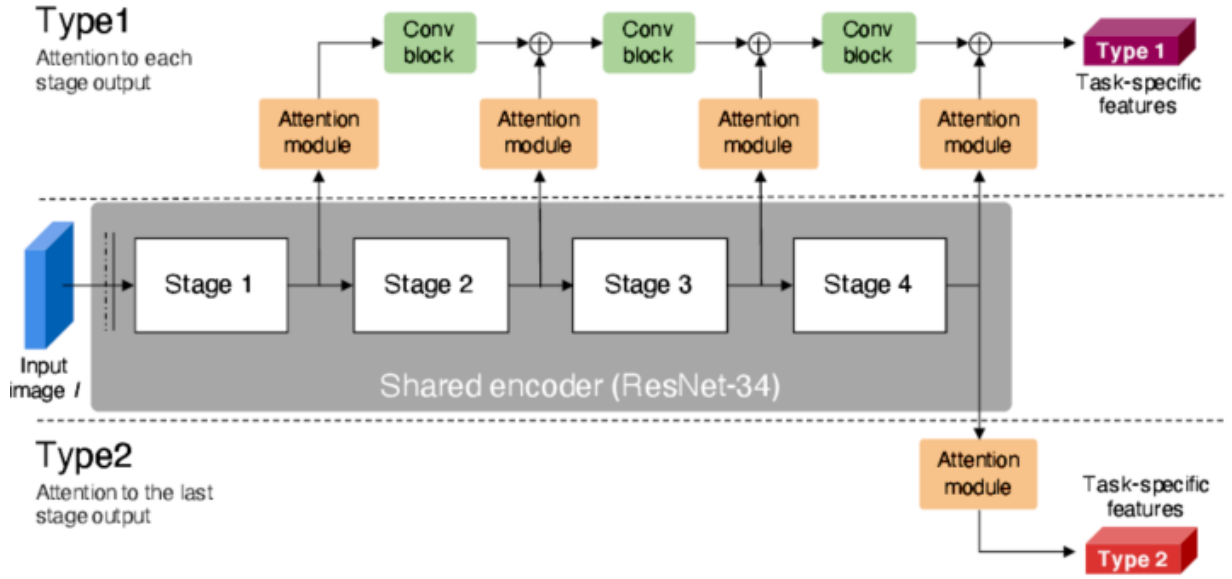 Type1
Attention to each
stage output
Conv
block
Conv
block
Conv
block
Type 1
Task-specific
features
Attention
module
Attention
module
Attention
module
Attention
module
Input
image I
Stage 1
Stage 2
Stage 3
Stage 4
Shared encoder (ResNet-34)
Type2
Attention to the last
stage output
Attention
module
Task-specific
features
Type 2